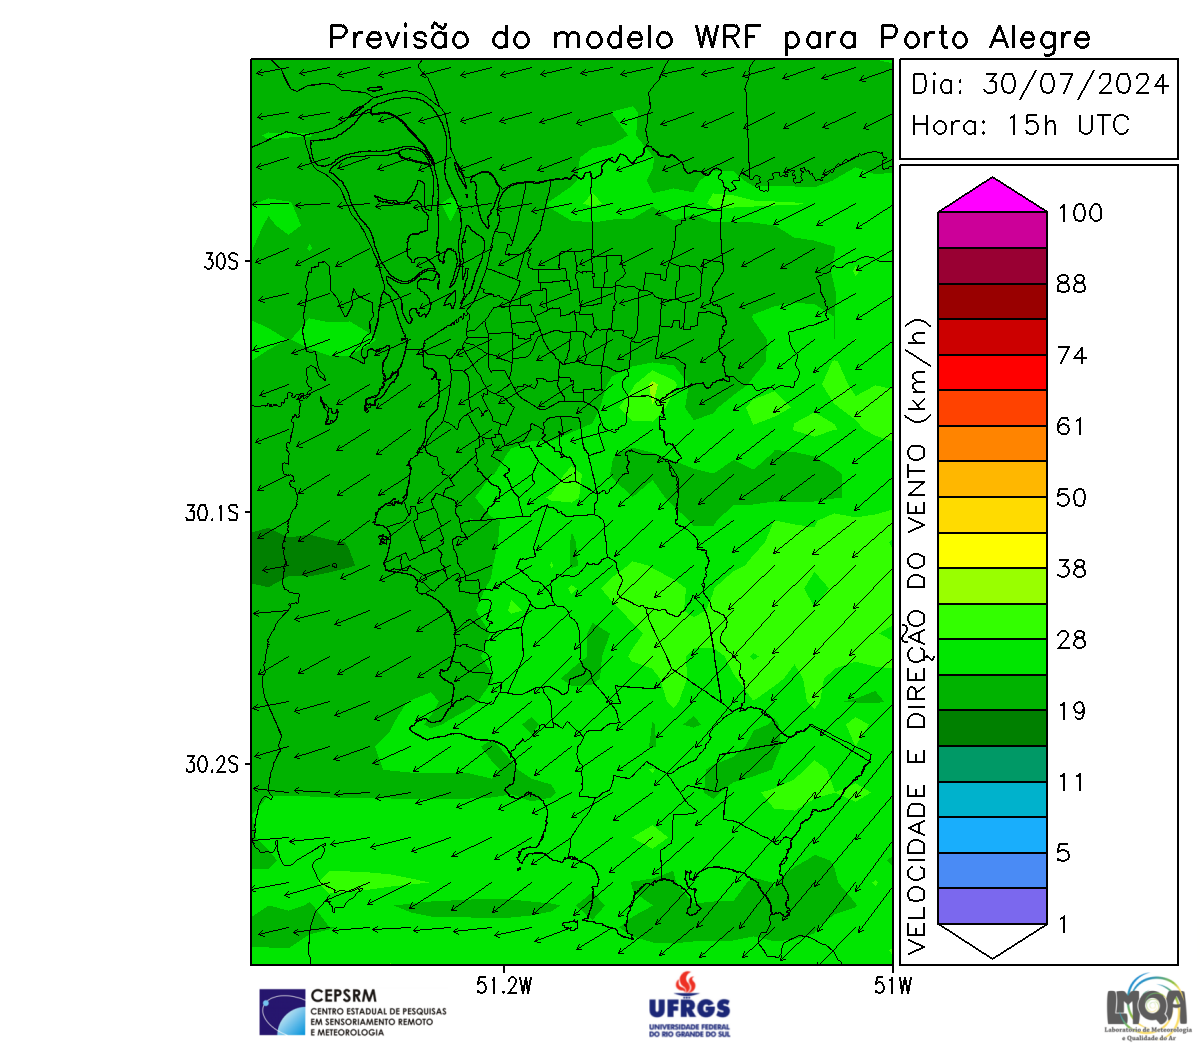 Previsão do modelo WRF para Porto Alegre
Dia: 30/07/2024
Hora: 15h UTC
100
88
74
61
50
38
28
19
11
5
1
VELOCIDADE E DIREÇÃO DO VENTO (km/h)
30S
30.1S
30.2S
51.2W
51W
CEPSRM
CENTRO ESTADUAL DE PESQUISAS
EM SENSORIAMENTO REMOTO
E METEOROLOGIA
UFRGS
UNIVERSIDADE FEDERAL
DO RIO GRANDE DO SUL
LMQA
Laboratório de Meteorologia
e Qualidade do Ar